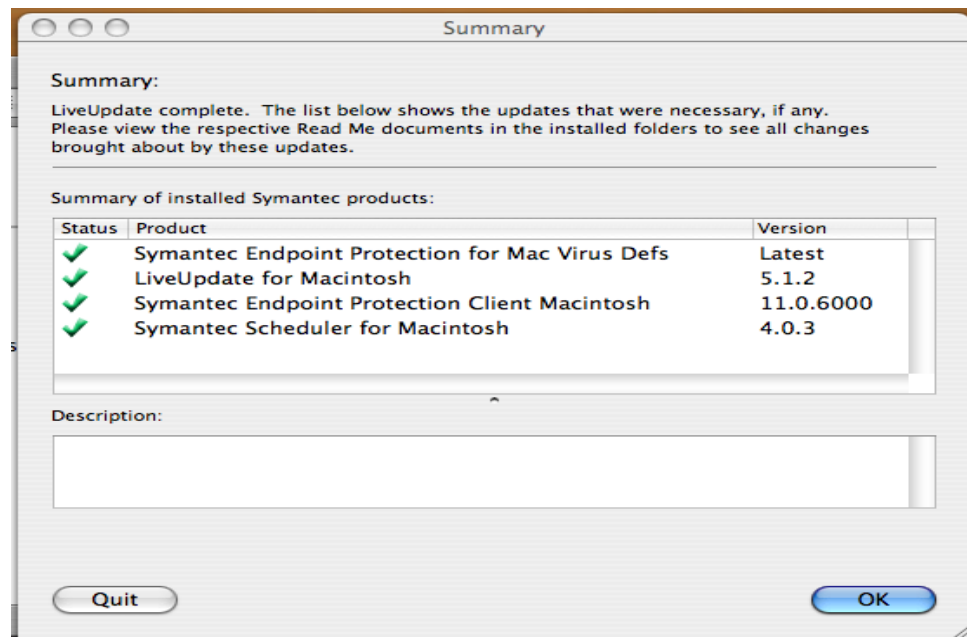 Summary
Summary:
LiveUpdate complete.  The list below shows the updates that were necessary, if any.
Please view the respective Read Me documents in the installed folders to see all changes
brought about by these updates.
Summary of installed Symantec products:
Status Product Version
Symantec Endpoint Protection for Mac Virus Defs Latest
LiveUpdate for Macintosh 5.1.2
Symantec Endpoint Protection Client Macintosh 11.0.6000
Symantec Scheduler for Macintosh 4.0.3
Description:
Quit OK